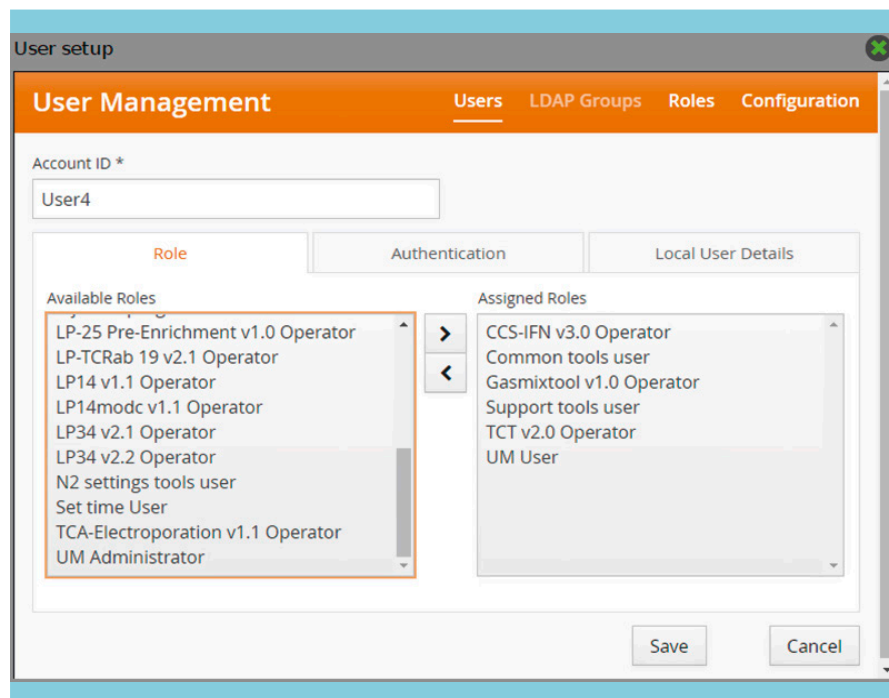 User setup
User Management
Users LDAP Groups Roles Configuration
Account ID *
User4
Role Authentication Local User Details
Available Roles
LP-25 Pre-Enrichment v1.0 Operator
LP-TCRab 19 v2.1 Operator
LP14 v1.1 Operator
LP14modc v1.1 Operator
LP34 v2.1 Operator
LP34 v2.2 Operator
N2 settings tools user
Set time User
TCA-Electroporation v1.1 Operator
UM Administrator
Assigned Roles
CCS-IFN v3.0 Operator
Common tools user
Gasmixtool v1.0 Operator
Support tools user
TCT v2.0 Operator
UM User
Save Cancel